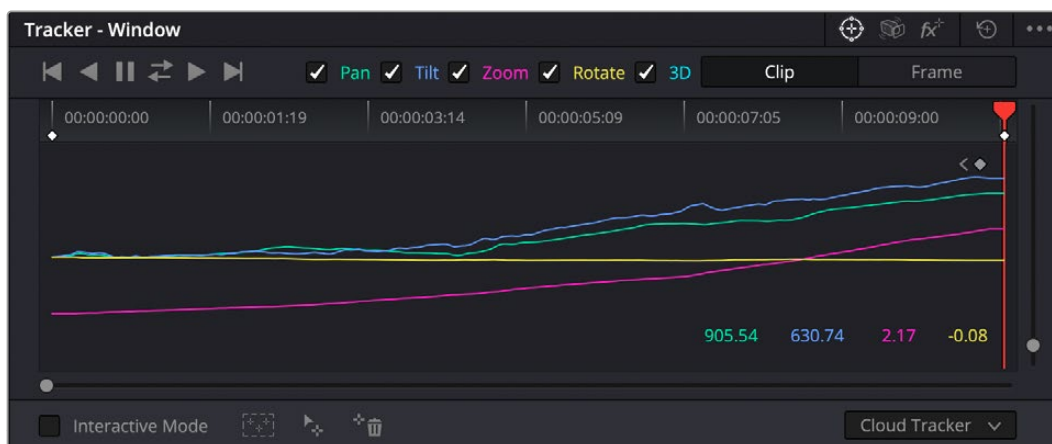 Tracker - Window
Pan Tilt Zoom Rotate 3D Clip Frame
00:00:00:00 00:00:01:19 00:00:03:14 00:00:05:09 00:00:07:05 00:00:09:00
905.54 630.74 2.17 -0.08
Interactive Mode Cloud Tracker